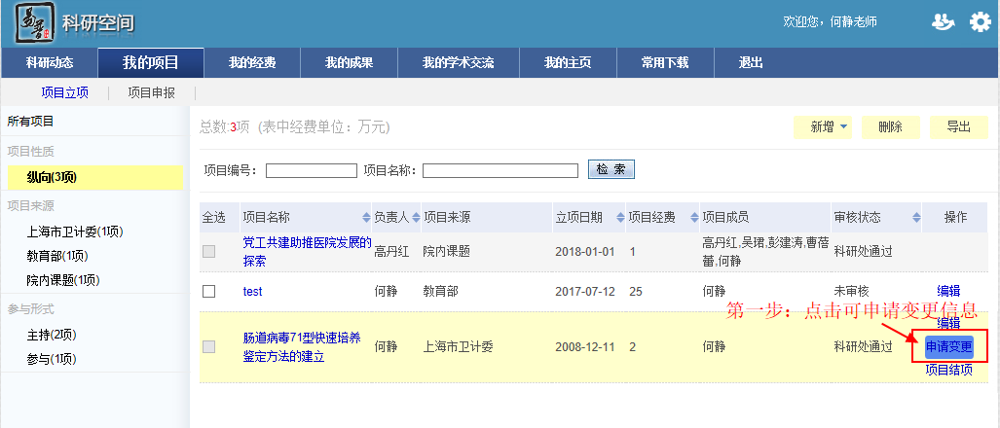 易普 科研空间
欢迎您，何静老师
科研动态 我的项目 我的经费 我的成果 我的学术交流 我的主页 常用下载 退出
项目立项 项目申报
所有项目
项目性质
纵向(3项)
项目来源
上海市卫计委(1项)
教育部(1项)
院内课题(1项)
参与形式
主持(2项)
参与(1项)
总数:3项 (表中经费单位：万元)
新增 删除 导出
项目编号： 项目名称： 检 索
全选 项目名称 负责人 项目来源 立项日期 项目经费 项目成员 审核状态 操作
党工共建助推医院发展的
探索
高丹红 院内课题 2018-01-01 1
高丹红,吴珺,彭建涛,曹蓓
蕾,何静
科研处通过
test 何静 教育部 2017-07-12 25 何静 未审核 编辑
第一步：点击可申请变更信息
肠道病毒71型快速培养
鉴定方法的建立
何静 上海市卫计委 2008-12-11 2 何静 科研处通过
编辑
申请变更
项目结项